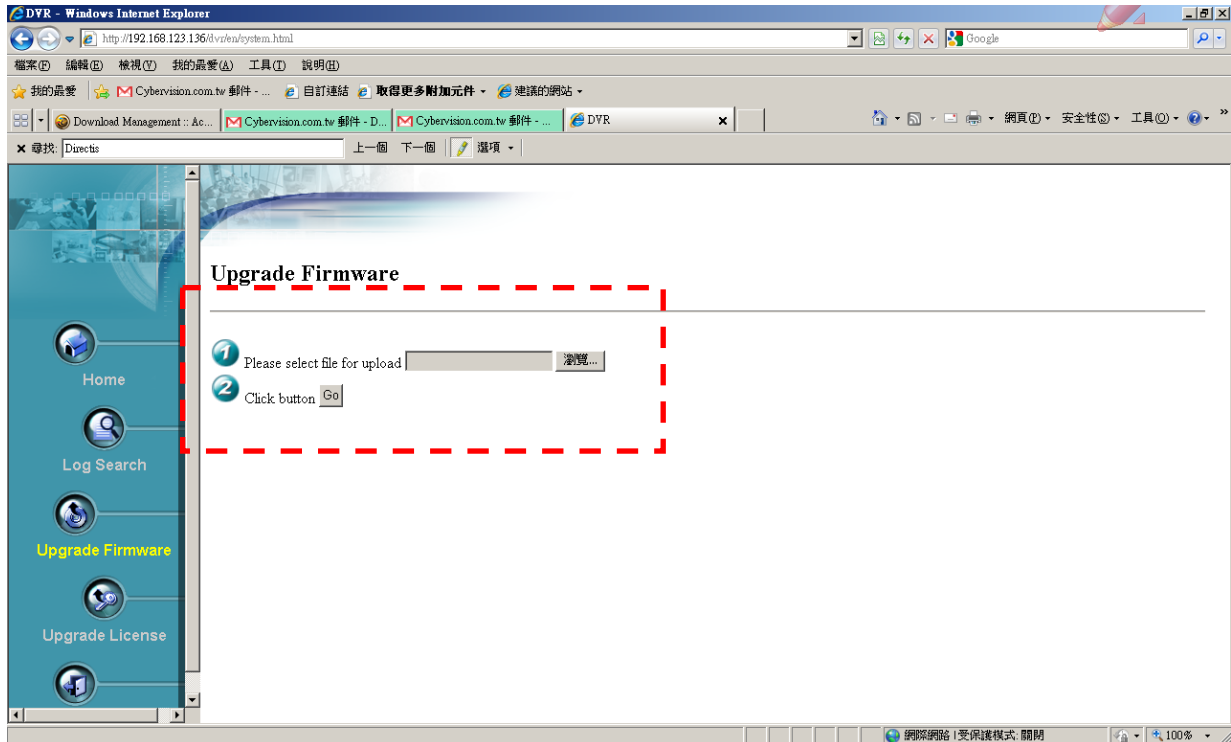 DVR - Windows Internet Explorer
http://192.168.123.136/dvr/en/system.html
Google
檔案(F) 編輯(E) 檢視(V) 我的最愛(A) 工具(T) 說明(H)
我的最愛 Cybervision.com.tw 郵件 - ... 自訂連結 取得更多附加元件 建議的網站
Download Management :: Ac... Cybervision.com.tw 郵件 - D... Cybervision.com.tw 郵件 - ... DVR 網頁(P) 安全性(S) 工具(O) »
尋找: Directis 上一個 下一個 選項
Upgrade Firmware
1 Please select file for upload 瀏覽...
2 Click button Go
Home
Log Search
Upgrade Firmware
Upgrade License
網際網路 | 受保護模式: 關閉 100%